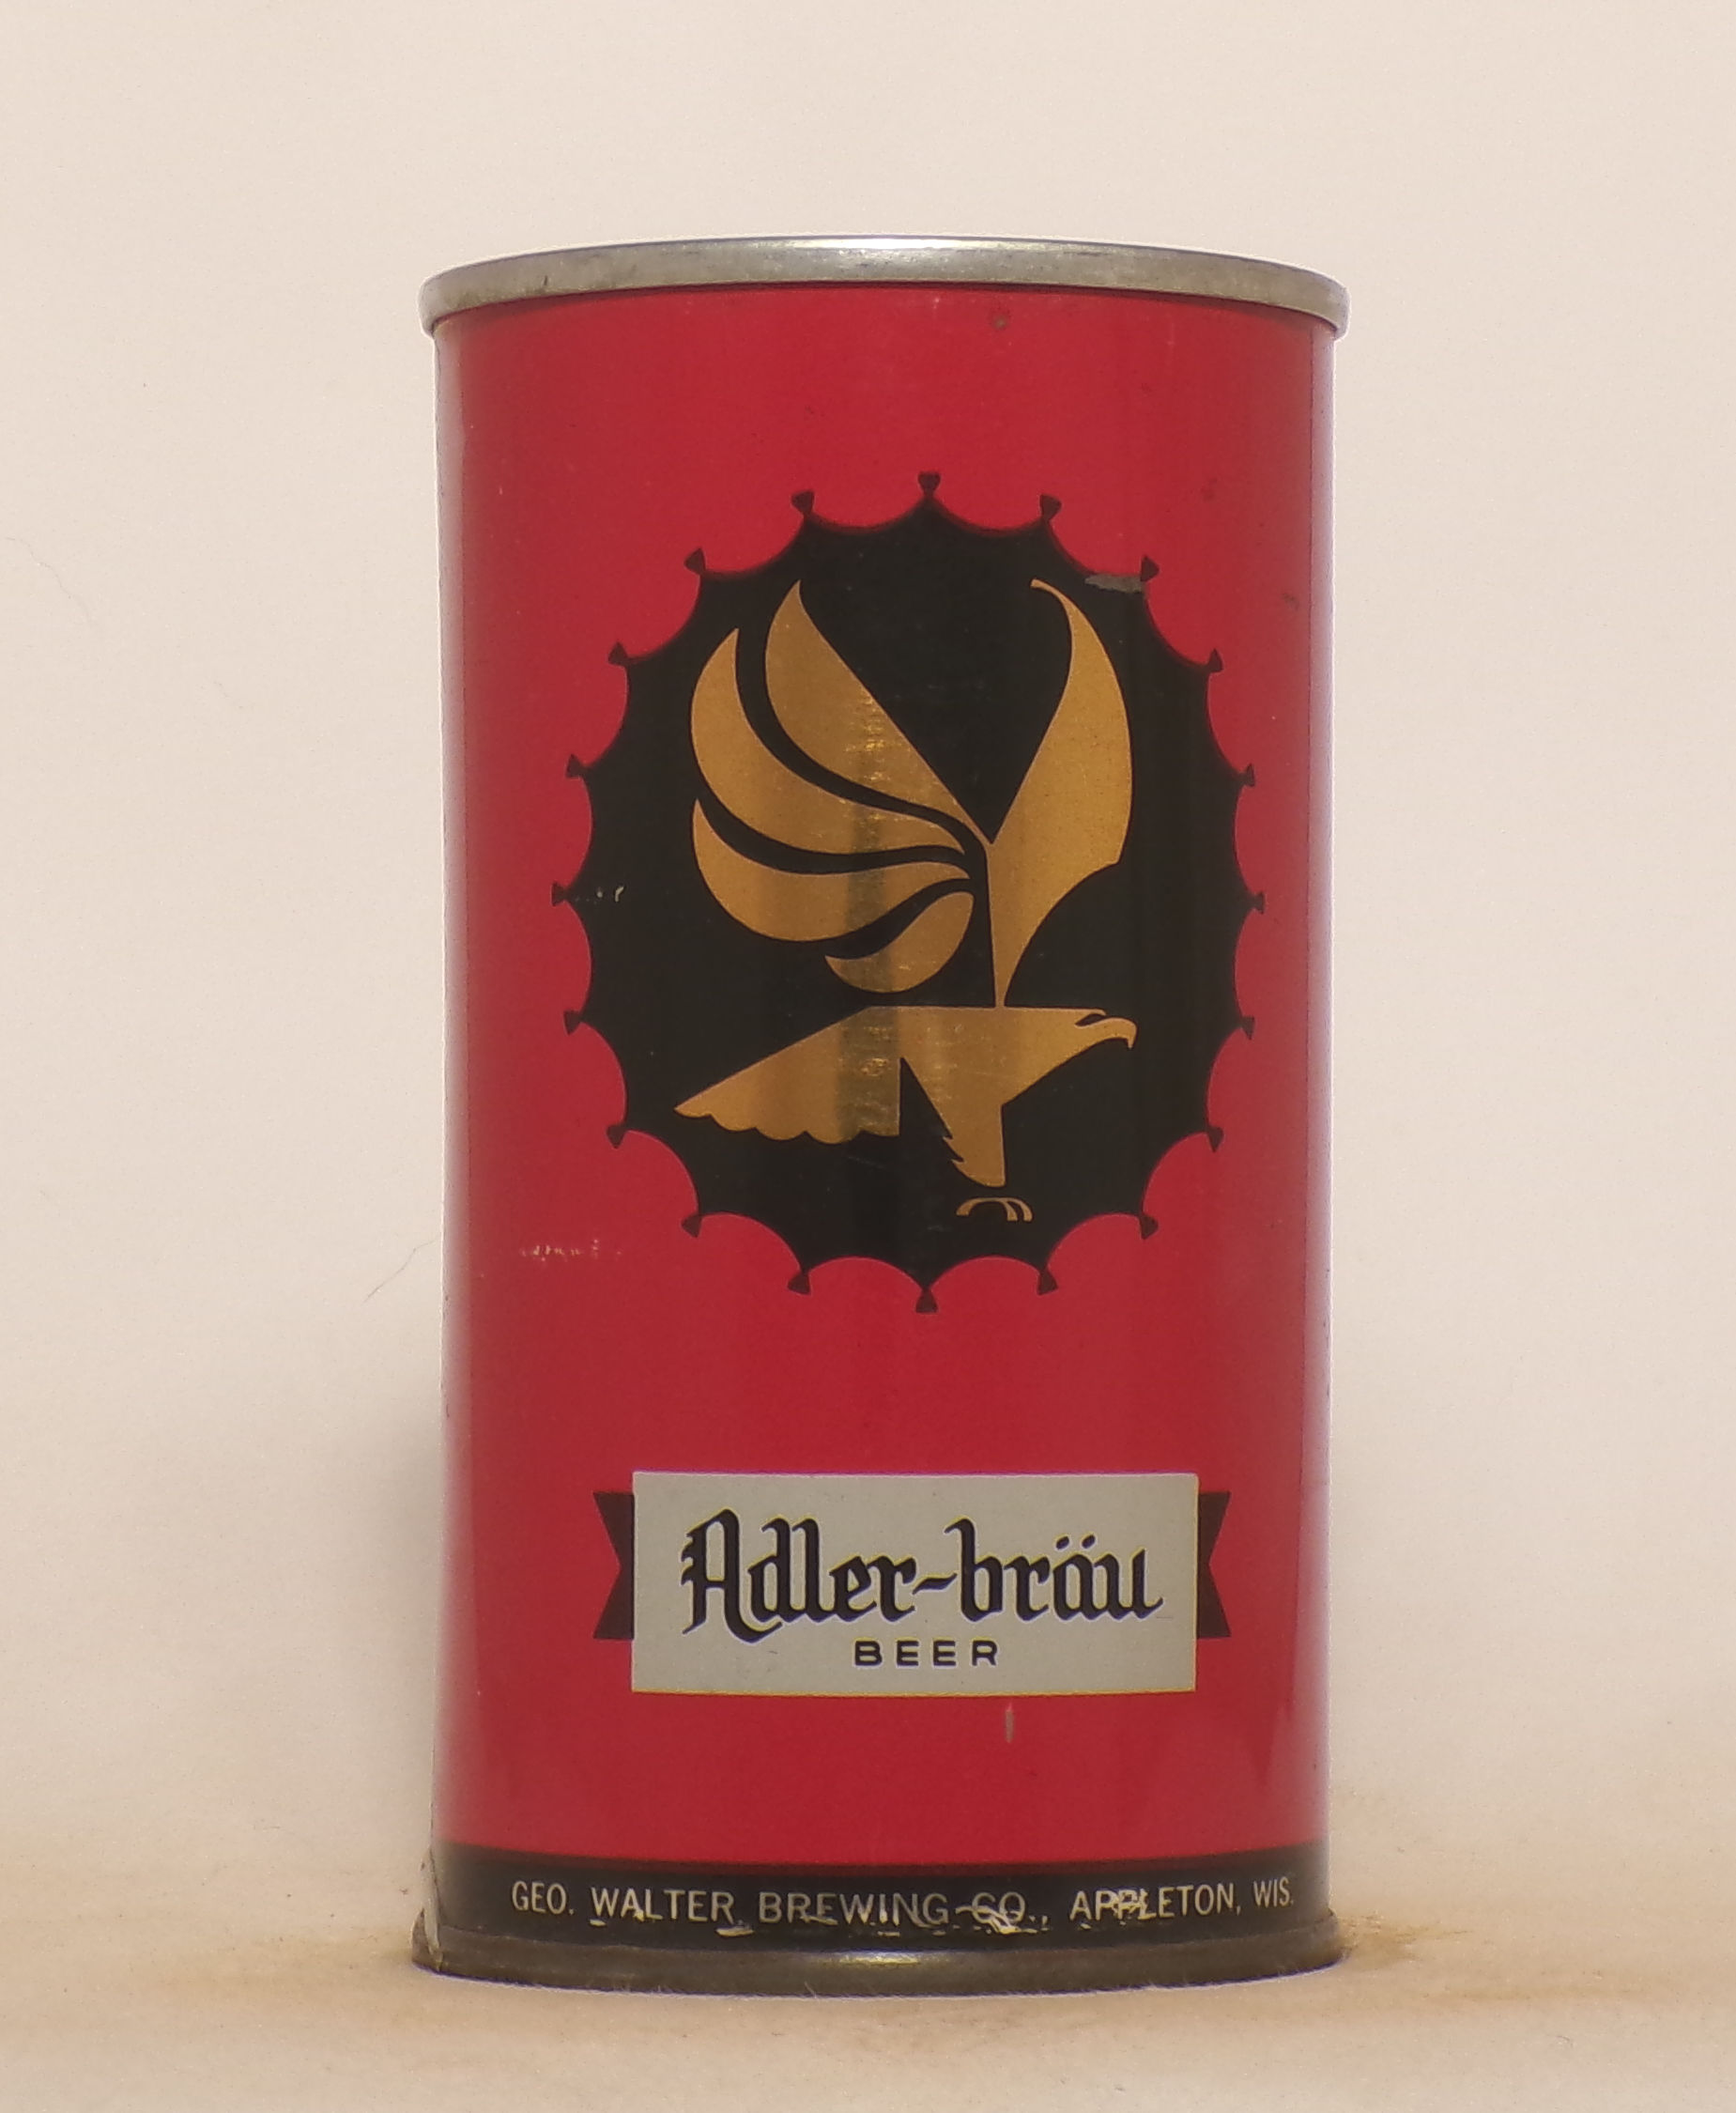 Adler-bräu
BEER
GEO. WALTER BREWING CO., APPLETON, WIS.